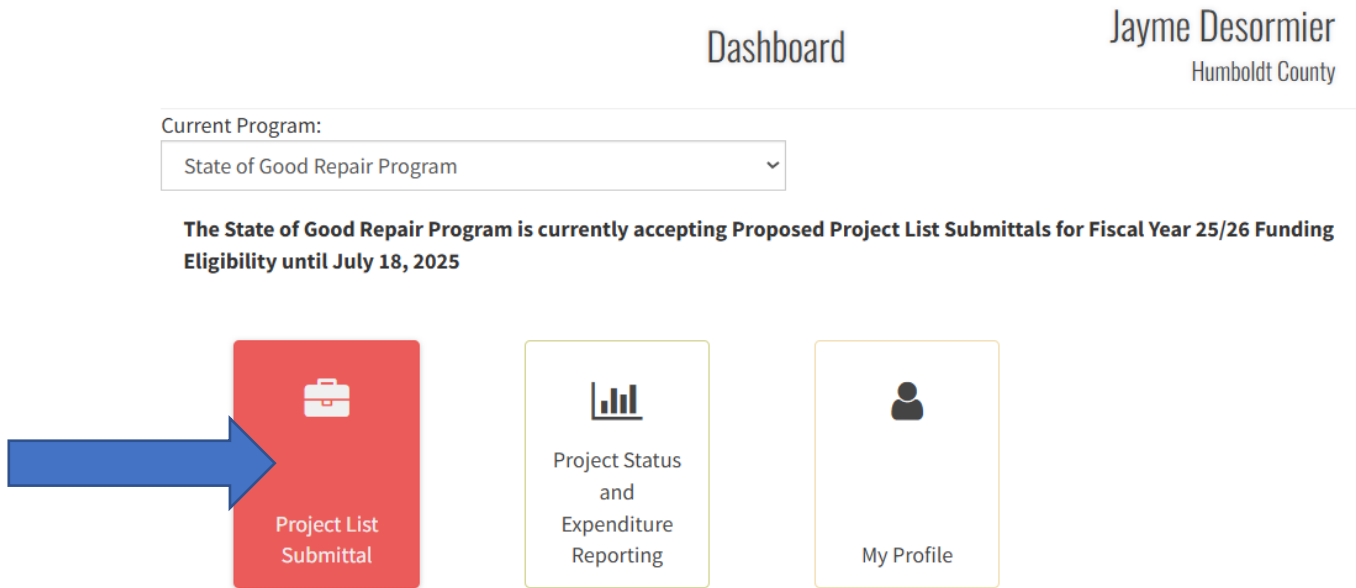 Dashboard
Jayme Desormier
Humboldt County
Current Program:
State of Good Repair Program
The State of Good Repair Program is currently accepting Proposed Project List Submittals for Fiscal Year 25/26 Funding
Eligibility until July 18, 2025
Project List
Submittal
Project Status
and
Expenditure
Reporting
My Profile